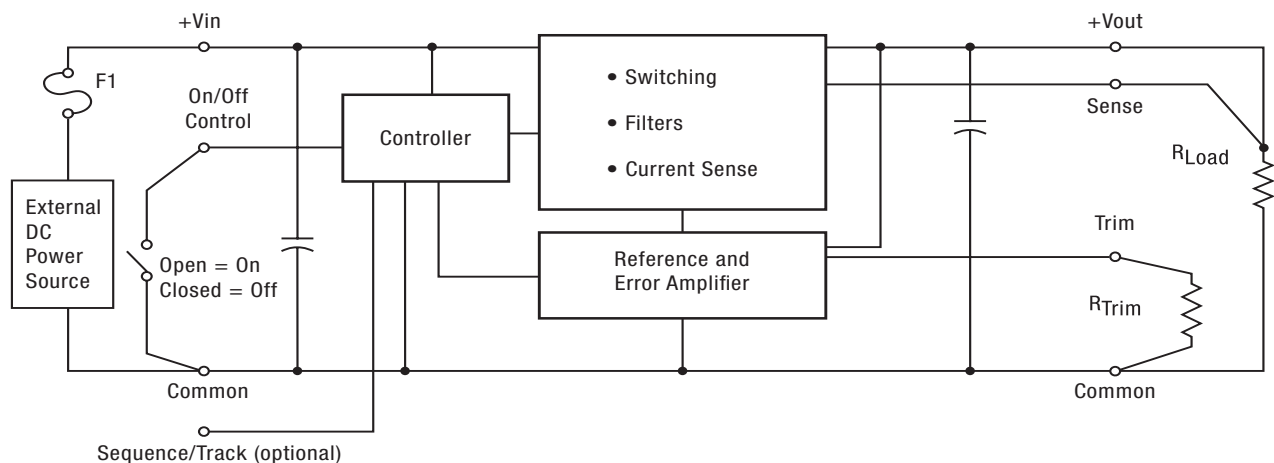 +Vin
+Vout
F1
On/Off
Control
Controller
• Switching
• Filters
• Current Sense
Sense
RLoad
External
DC
Power
Source
Open = On
Closed = Off
Reference and
Error Amplifier
Trim
RTrim
Common
Common
Sequence/Track (optional)